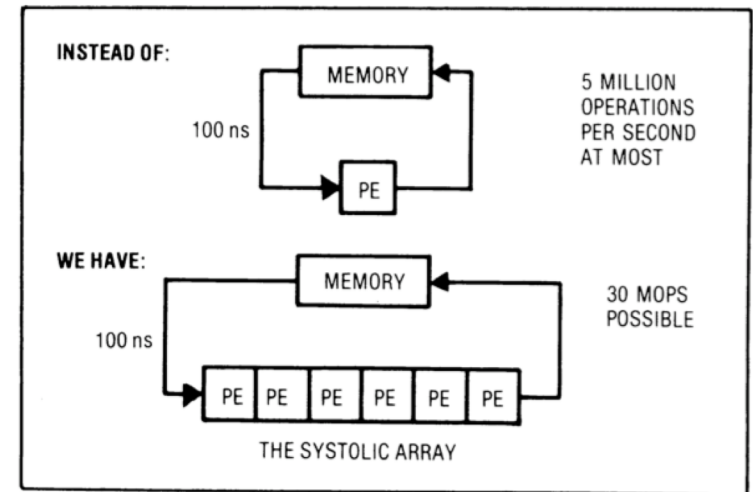 INSTEAD OF:
MEMORY
100 ns
PE
5 MILLION
OPERATIONS
PER SECOND
AT MOST
WE HAVE:
MEMORY
100 ns
30 MOPS
POSSIBLE
PE PE PE PE PE PE
THE SYSTOLIC ARRAY